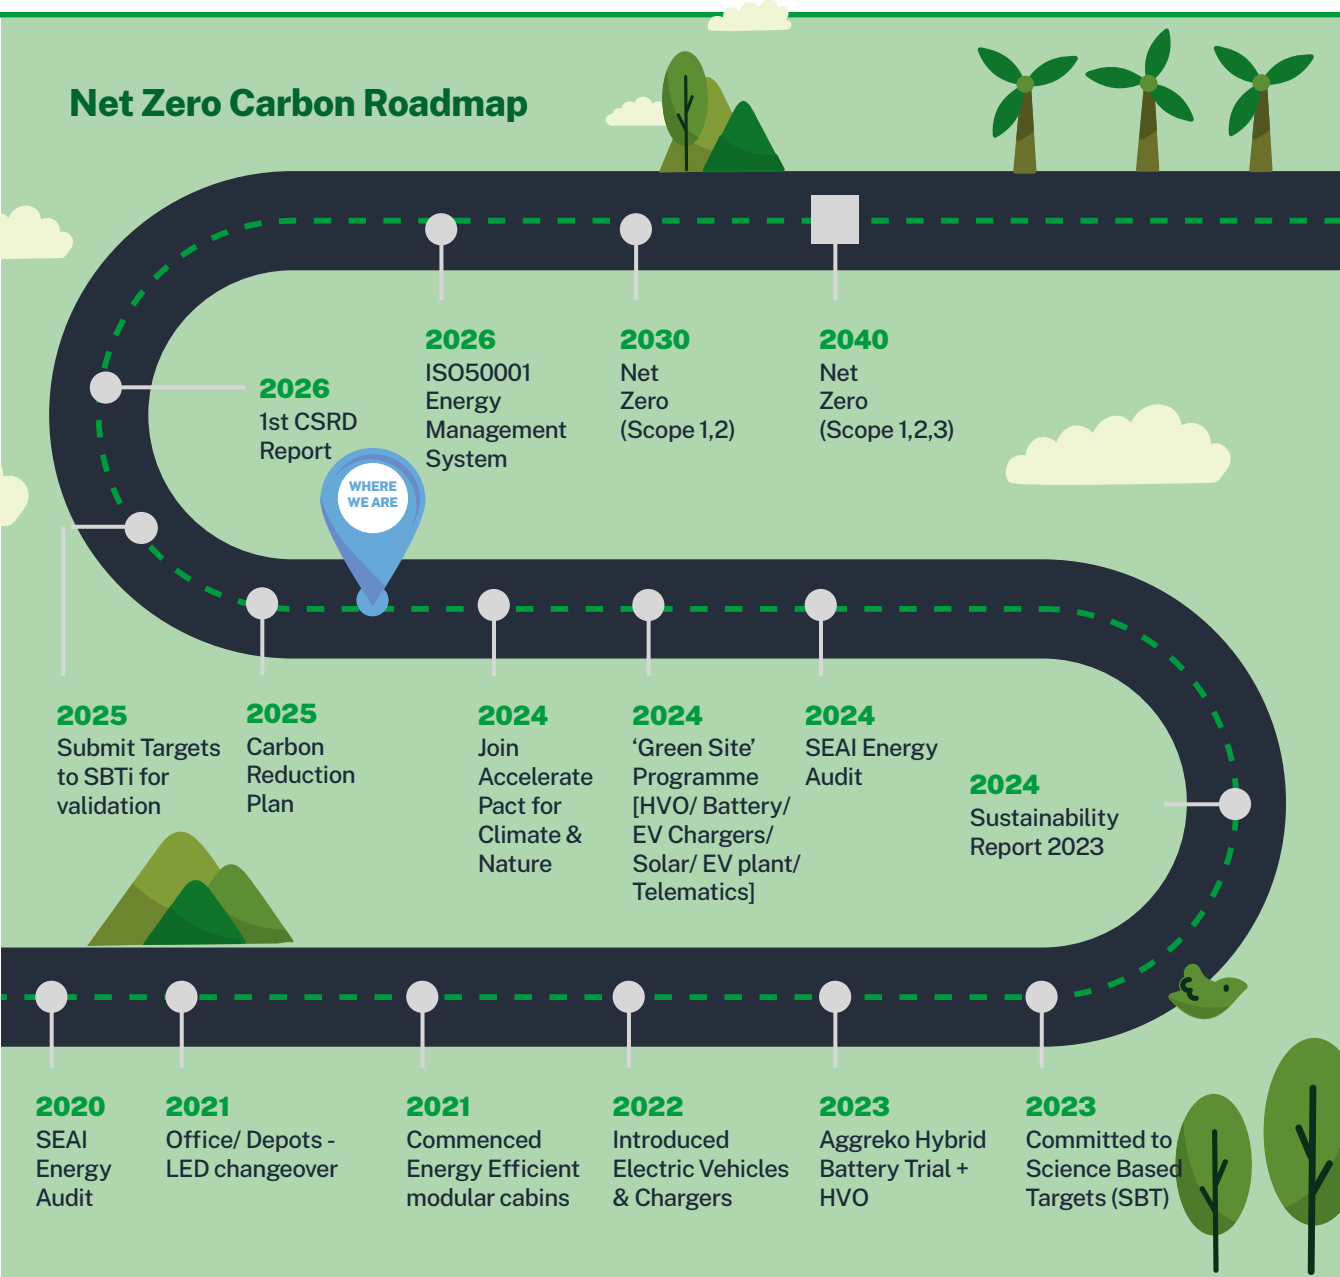 Net Zero Carbon Roadmap
2026
ISO50001
Energy
Management
System
2030
Net
Zero
(Scope 1,2)
2040
Net
Zero
(Scope 1,2,3)
2026
1st CSRD
Report
WHERE
WE ARE
2025
Submit Targets
to SBTi for
validation
2025
Carbon
Reduction
Plan
2024
Join
Accelerate
Pact for
Climate &
Nature
2024
‘Green Site’
Programme
[HVO/ Battery/
EV Chargers/
Solar/ EV plant/
Telematics]
2024
SEAI Energy
Audit
2024
Sustainability
Report 2023
2020
SEAI
Energy
Audit
2021
Office/ Depots -
LED changeover
2021
Commenced
Energy Efficient
modular cabins
2022
Introduced
Electric Vehicles
& Chargers
2023
Aggreko Hybrid
Battery Trial +
HVO
2023
Committed to
Science Based
Targets (SBT)